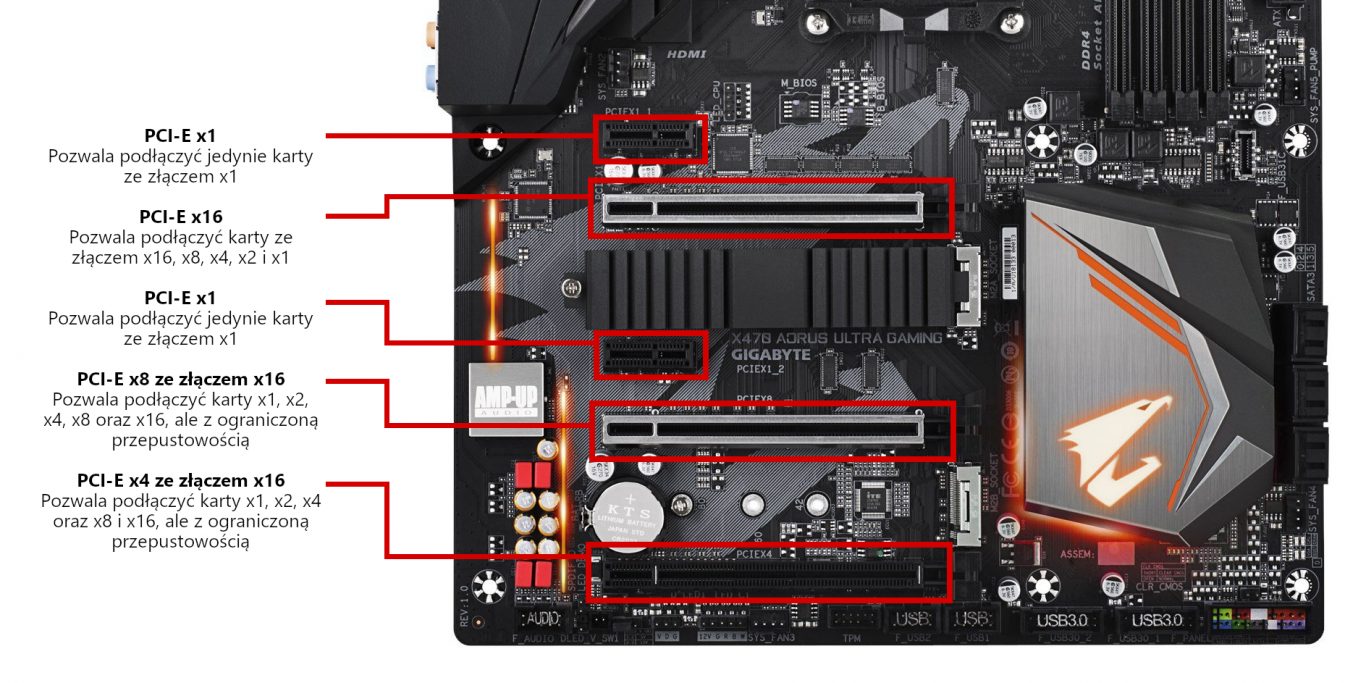 PCI-E x1
Pozwala podłączyć jedynie karty
ze złączem x1
PCI-E x16
Pozwala podłączyć karty ze
złączem x16, x8, x4, x2 i x1
PCI-E x1
Pozwala podłączyć jedynie karty
ze złączem x1
PCI-E x8 ze złączem x16
Pozwala podłączyć karty x1, x2,
x4, x8 oraz x16, ale z ograniczoną
przepustowością
PCI-E x4 ze złączem x16
Pozwala podłączyć karty x1, x2, x4
oraz x8 i x16, ale z ograniczoną
przepustowością
HDMI
DDR4
SYS_FAN2
M_BIOS
B_BIOS
SYS_FAN5_PUMP
PCIEX1_1
M2A_SOCKET
SATA3
X470 AORUS ULTRA GAMING
GIGABYTE
PCIEX1_2
AMP-UP
AUDIO
PCIEX8
KTS
LITHIUM BATTERY
JAPAN STD
M2B_SOCKET
SYS_FAN4
PCIEX4
ASSEM:
CLR_CMOS
REV:1.0
AUDIO
USB
USB
USB3.0
USB3.0
F_AUDIO
DLED_V_SW1
V D G
12V G R B W
SYS_FAN3
TPM
F_USB2
F_USB1
F_USB30_2
F_USB30_1
F_PANEL